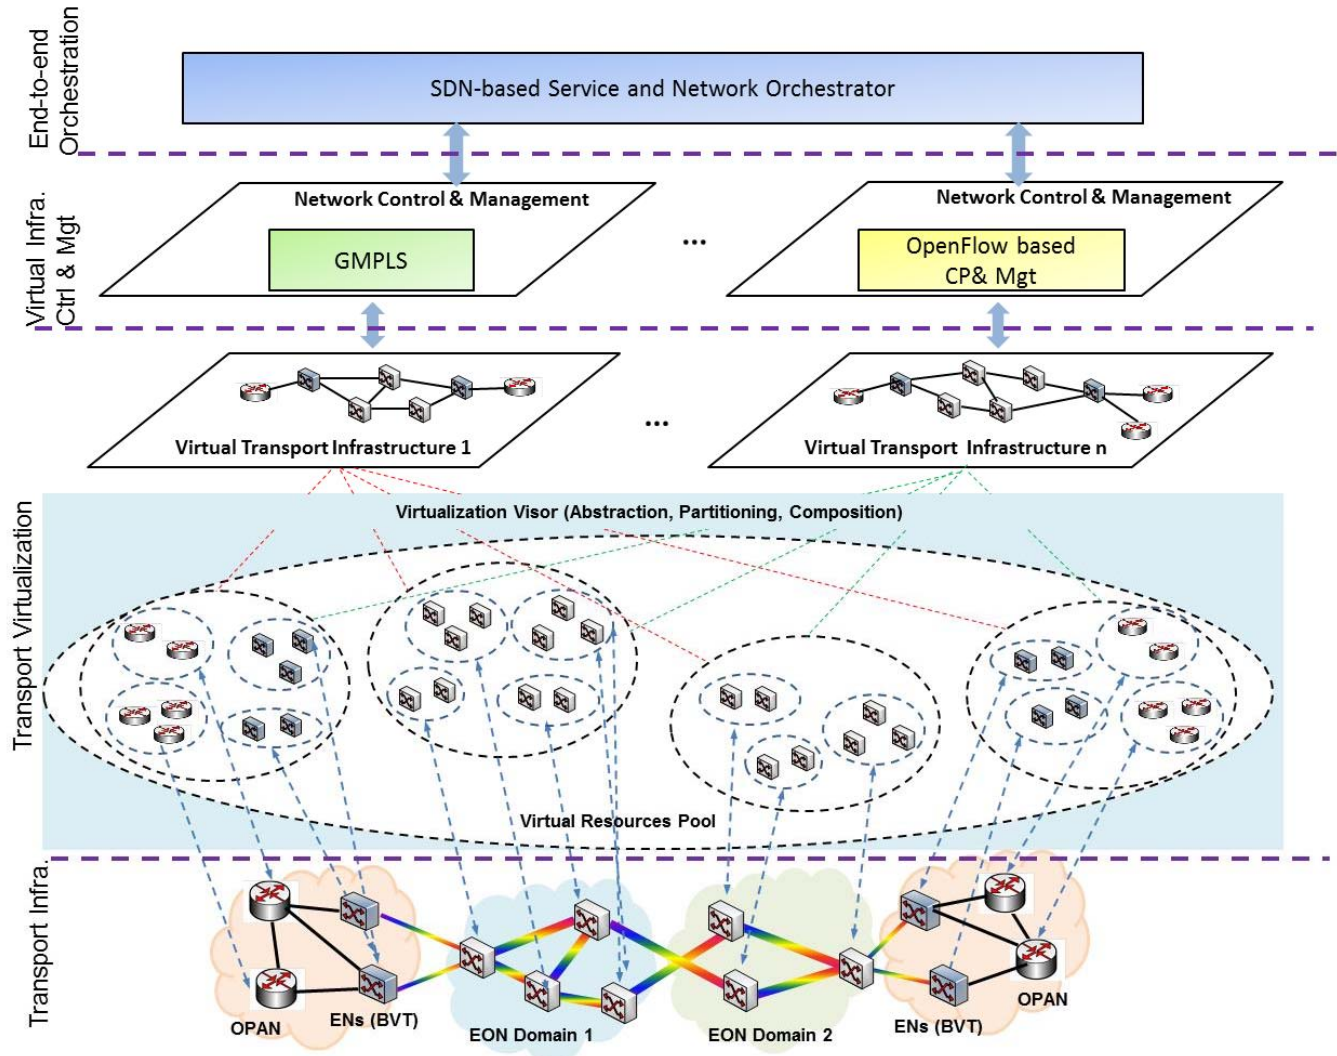 End-to-end
Orchestration
SDN-based Service and Network Orchestrator
Virtual Infra.
Ctrl & Mgt
Network Control & Management
GMPLS
...
Network Control & Management
OpenFlow based
CP& Mgt
Virtual Transport Infrastructure 1
...
Virtual Transport Infrastructure n
Transport Virtualization
Virtualization Visor (Abstraction, Partitioning, Composition)
Virtual Resources Pool
Transport Infra.
OPAN
ENs (BVT)
EON Domain 1
EON Domain 2
ENs (BVT)
OPAN